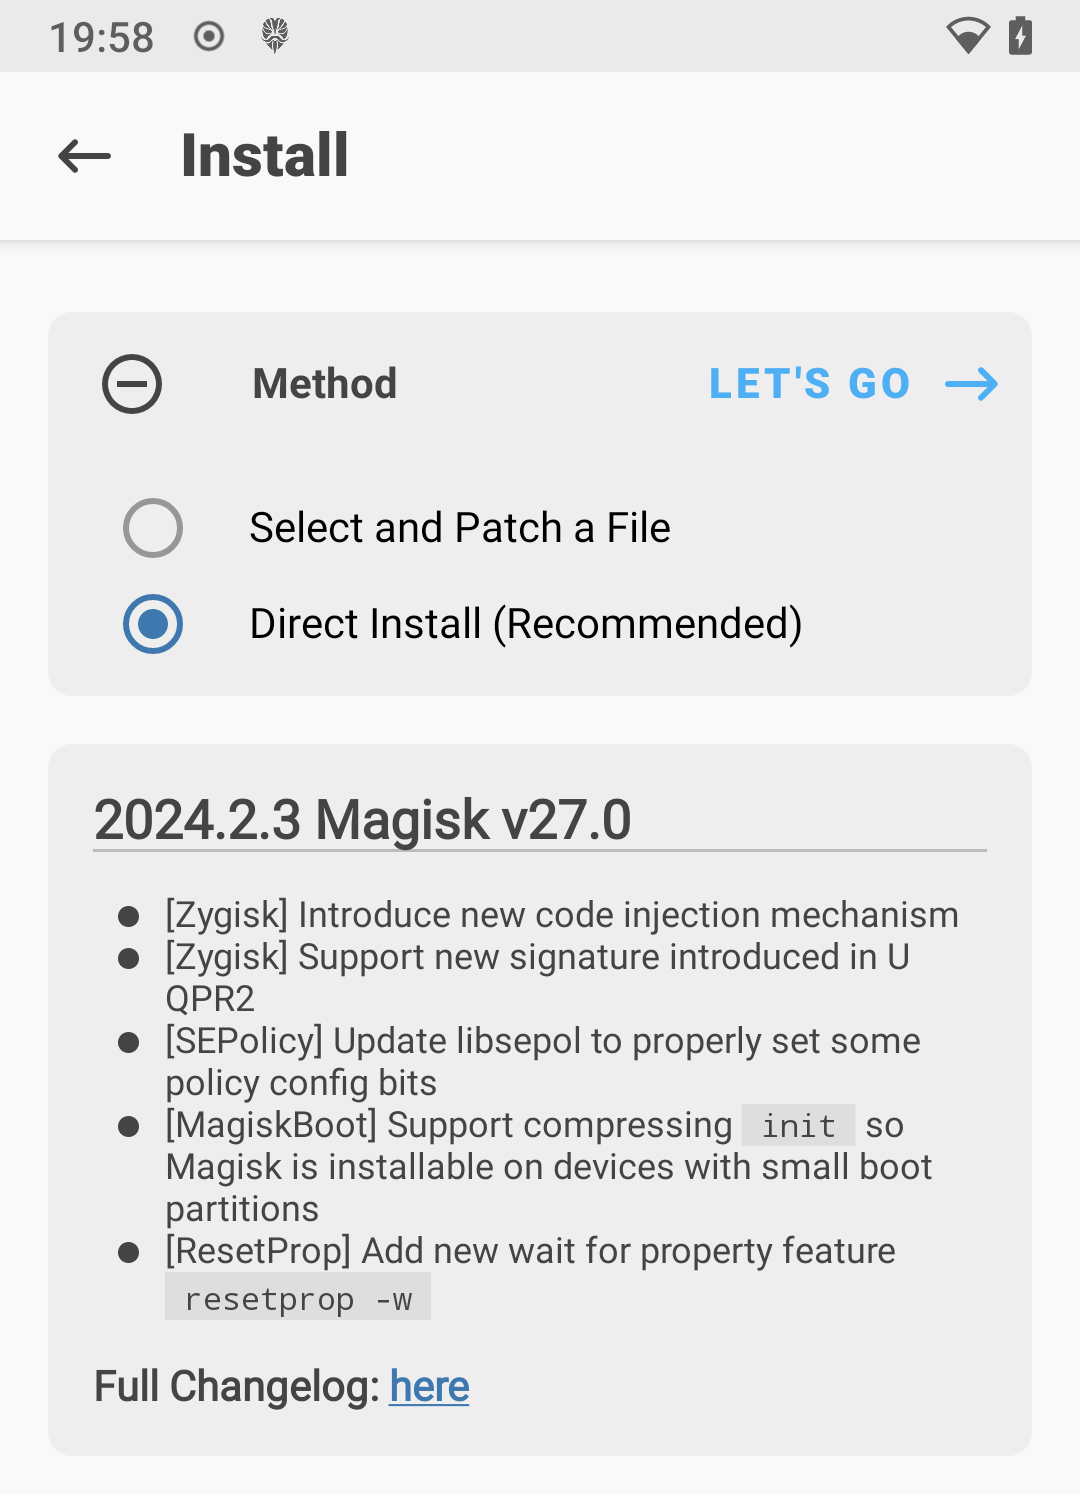 19:58
Install
Method
LET'S GO
Select and Patch a File
Direct Install (Recommended)
2024.2.3 Magisk v27.0
[Zygisk] Introduce new code injection mechanism
[Zygisk] Support new signature introduced in U
QPR2
[SEPolicy] Update libsepol to properly set some
policy config bits
[MagiskBoot] Support compressing init so
Magisk is installable on devices with small boot
partitions
[ResetProp] Add new wait for property feature
resetprop -w
Full Changelog: here